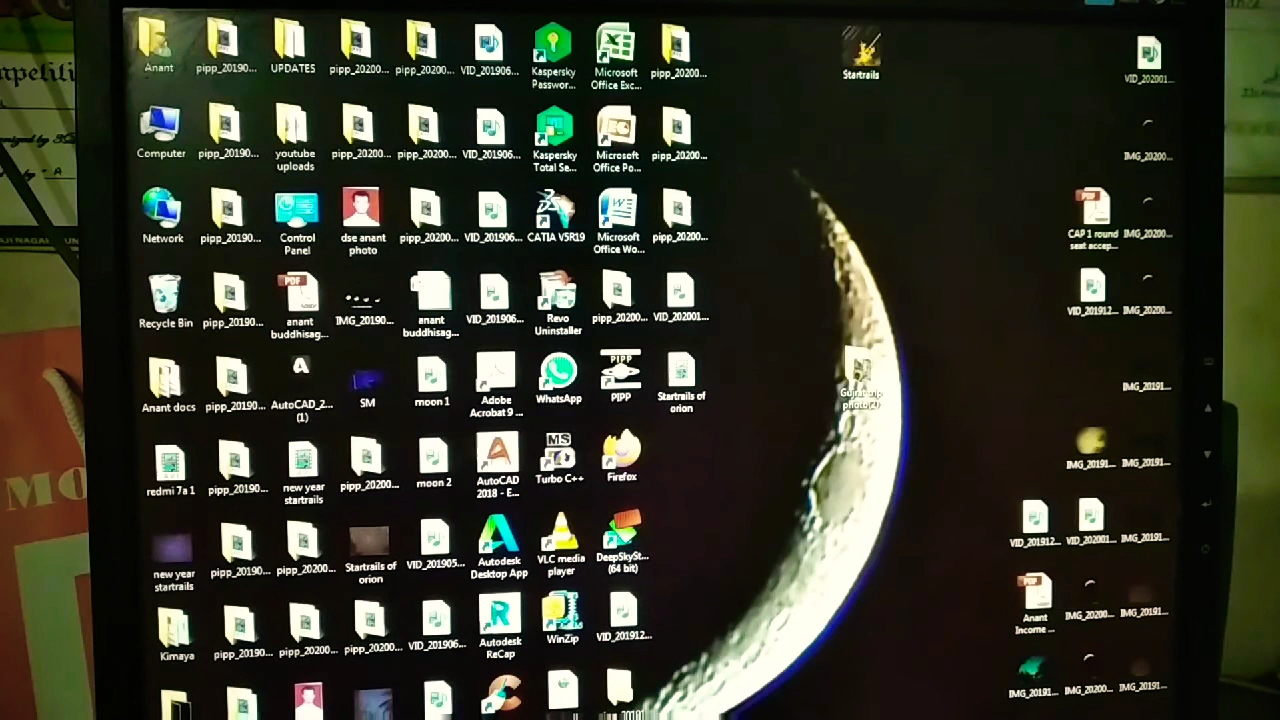 Anant
pipp_20190...
UPDATES
pipp_20200...
pipp_20200...
VID_201906...
Kaspersky
Passwor...
Microsoft
Office Exc...
pipp_20200...
Startrails
VID_202001...
Computer
pipp_20190...
youtube
uploads
pipp_20200...
pipp_20200...
VID_201906...
Kaspersky
Total Se...
Microsoft
Office Po...
pipp_20200...
IMG_20200...
Network
pipp_20190...
Control
Panel
dse anant
photo
pipp_20200...
VID_201906...
CATIA V5R19
Microsoft
Office Wo...
pipp_20200...
CAP 1 round
seat accep...
IMG_20200...
Recycle Bin
pipp_20190...
anant
buddhisag...
IMG_20190...
anant
buddhisag...
VID_201906...
Revo
Uninstaller
pipp_20200...
VID_202001...
VID_201912...
IMG_20200...
Anant docs
pipp_20190...
AutoCAD_2...
(1)
SM
moon 1
Adobe
Acrobat 9 ...
WhatsApp
PIPP
PIPP
Startrails of
orion
photo(2)
IMG_20191...
redmi 7a 1
pipp_20190...
new year
startrails
pipp_20200...
moon 2
AutoCAD
2018 - E...
MS
Turbo C++
Firefox
IMG_20191...
IMG_20191...
new year
startrails
pipp_20190...
pipp_20200...
Startrails of
orion
VID_201905...
Autodesk
Desktop App
VLC media
player
DeepSkySt...
(64 bit)
VID_201912...
VID_202001...
IMG_20191...
Kimaya
pipp_20190...
pipp_20200...
pipp_20200...
VID_201906...
Autodesk
ReCap
WinZip
VID_201912...
Anant
Income ...
IMG_20200...
IMG_20191...
IMG_20191...
IMG_20200...
IMG_20191...
MO